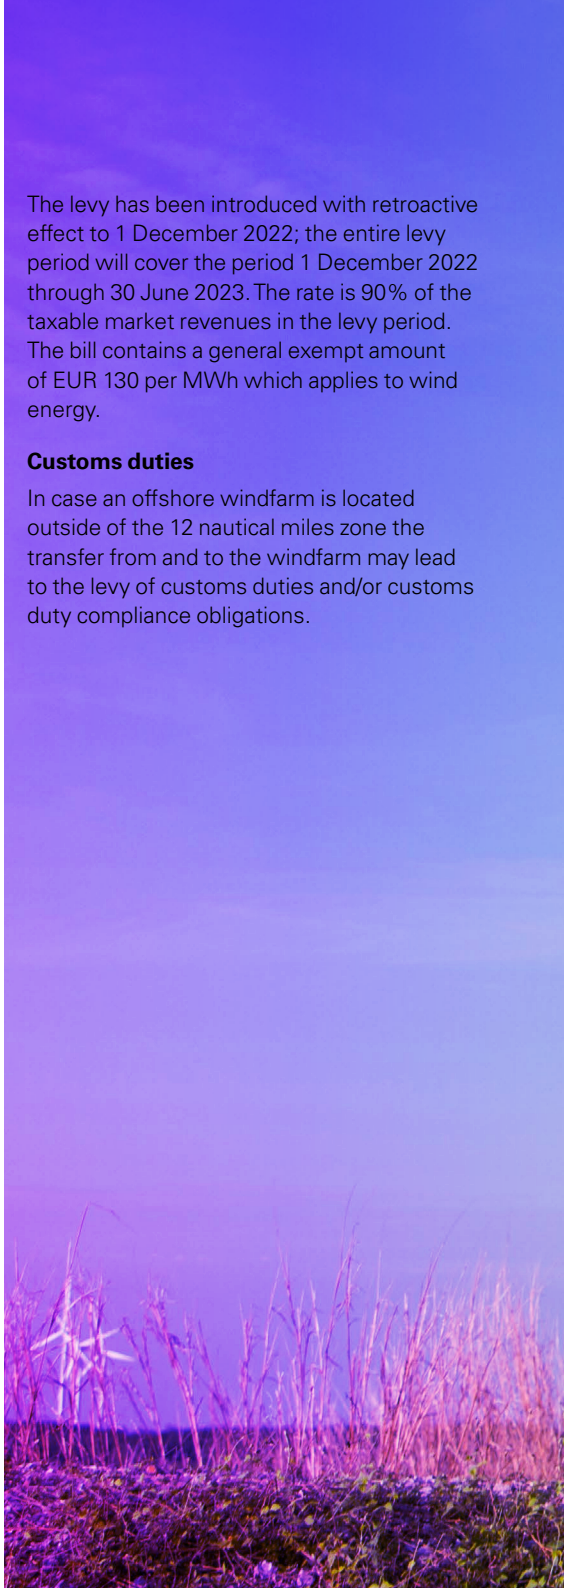 The levy has been introduced with retroactive
effect to 1 December 2022; the entire levy
period will cover the period 1 December 2022
through 30 June 2023. The rate is 90% of the
taxable market revenues in the levy period.
The bill contains a general exempt amount
of EUR 130 per MWh which applies to wind
energy.
Customs duties
In case an offshore windfarm is located
outside of the 12 nautical miles zone the
transfer from and to the windfarm may lead
to the levy of customs duties and/or customs
duty compliance obligations.